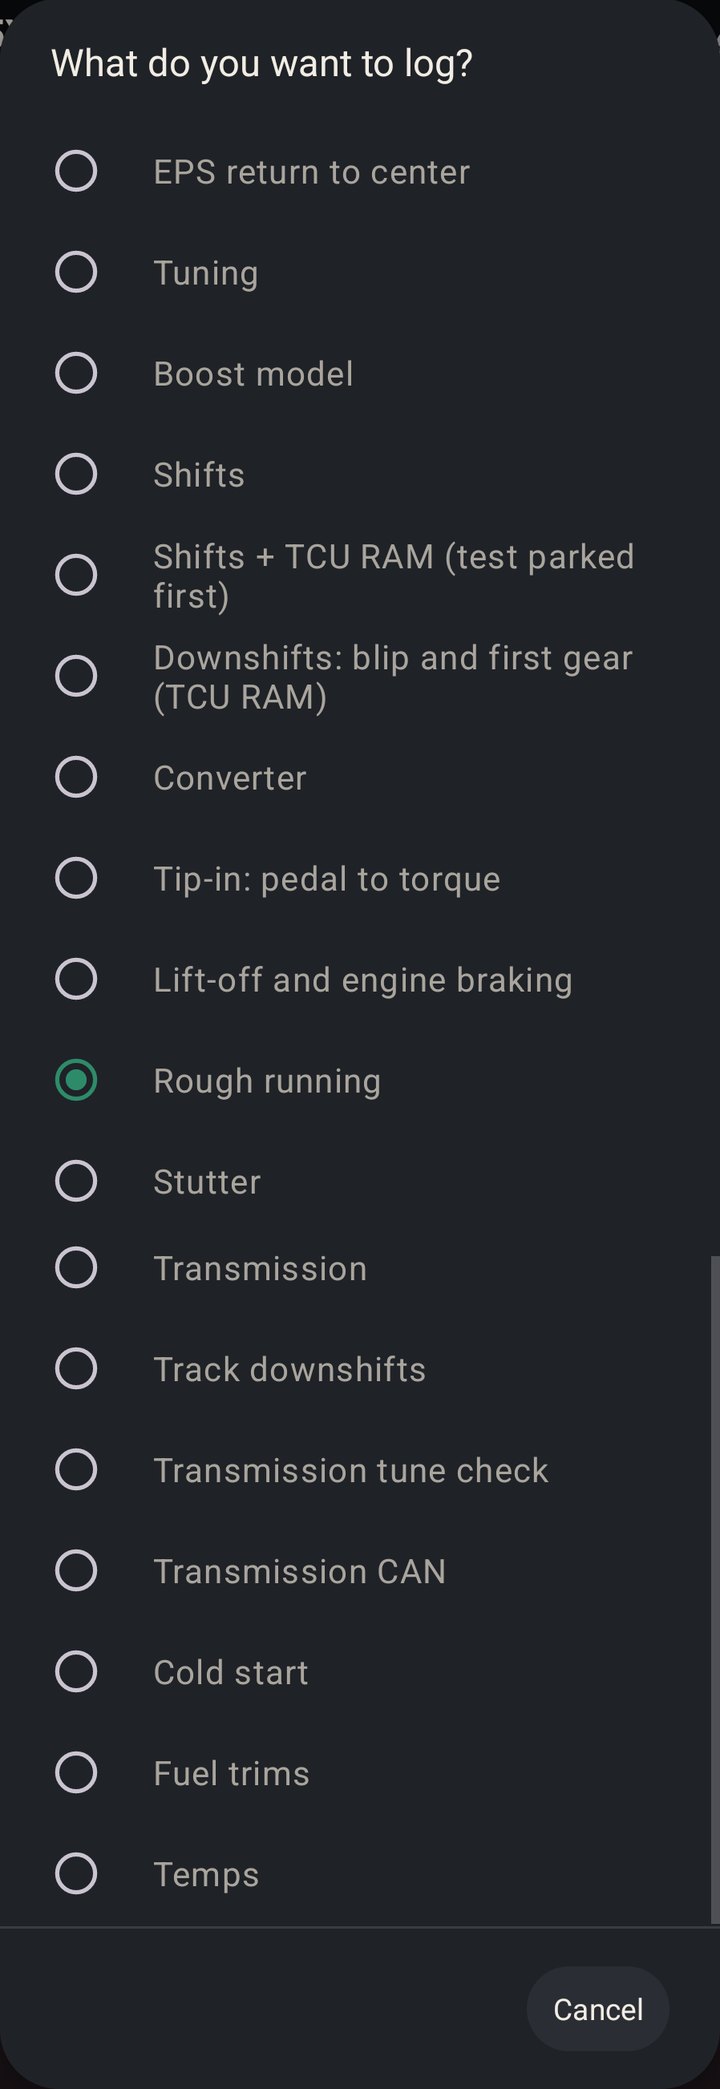 What do you want to log?
EPS return to center
Tuning
Boost model
Shifts
Shifts + TCU RAM (test parked
first)
Downshifts: blip and first gear
(TCU RAM)
Converter
Tip-in: pedal to torque
Lift-off and engine braking
Rough running
Stutter
Transmission
Track downshifts
Transmission tune check
Transmission CAN
Cold start
Fuel trims
Temps
Cancel